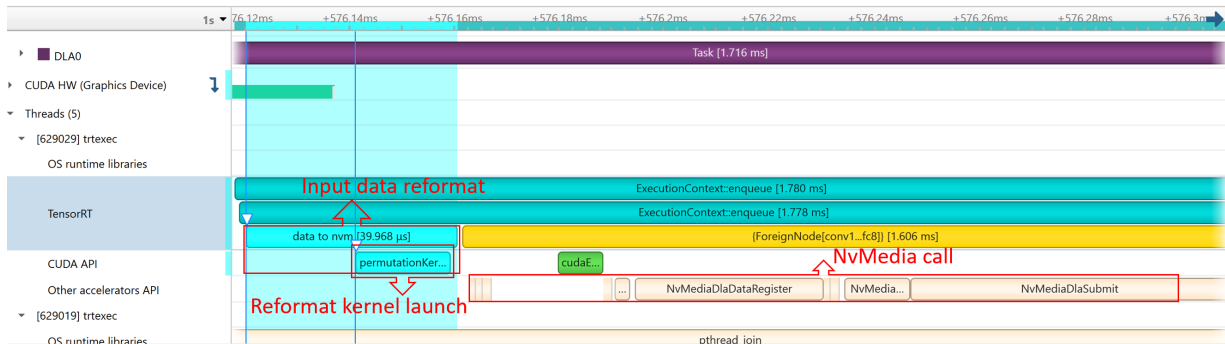 1s 76.12ms +576.14ms +576.16ms +576.18ms +576.2ms +576.22ms +576.24ms +576.26ms +576.28ms +576.3m
DLA0 Task [1.716 ms]
CUDA HW (Graphics Device)
Threads (5)
[629029] trtexec
OS runtime libraries
Input data reformat
ExecutionContext::enqueue [1.780 ms]
TensorRT
ExecutionContext::enqueue [1.778 ms]
data to nvm [39.968 µs] {ForeignNode[conv1...fc8]} [1.606 ms]
CUDA API permutationKer... cudaE... NvMedia call
Other accelerators API ... NvMediaDlaDataRegister NvMedia... NvMediaDlaSubmit
Reformat kernel launch
[629019] trtexec
OS runtime libraries pthread_join